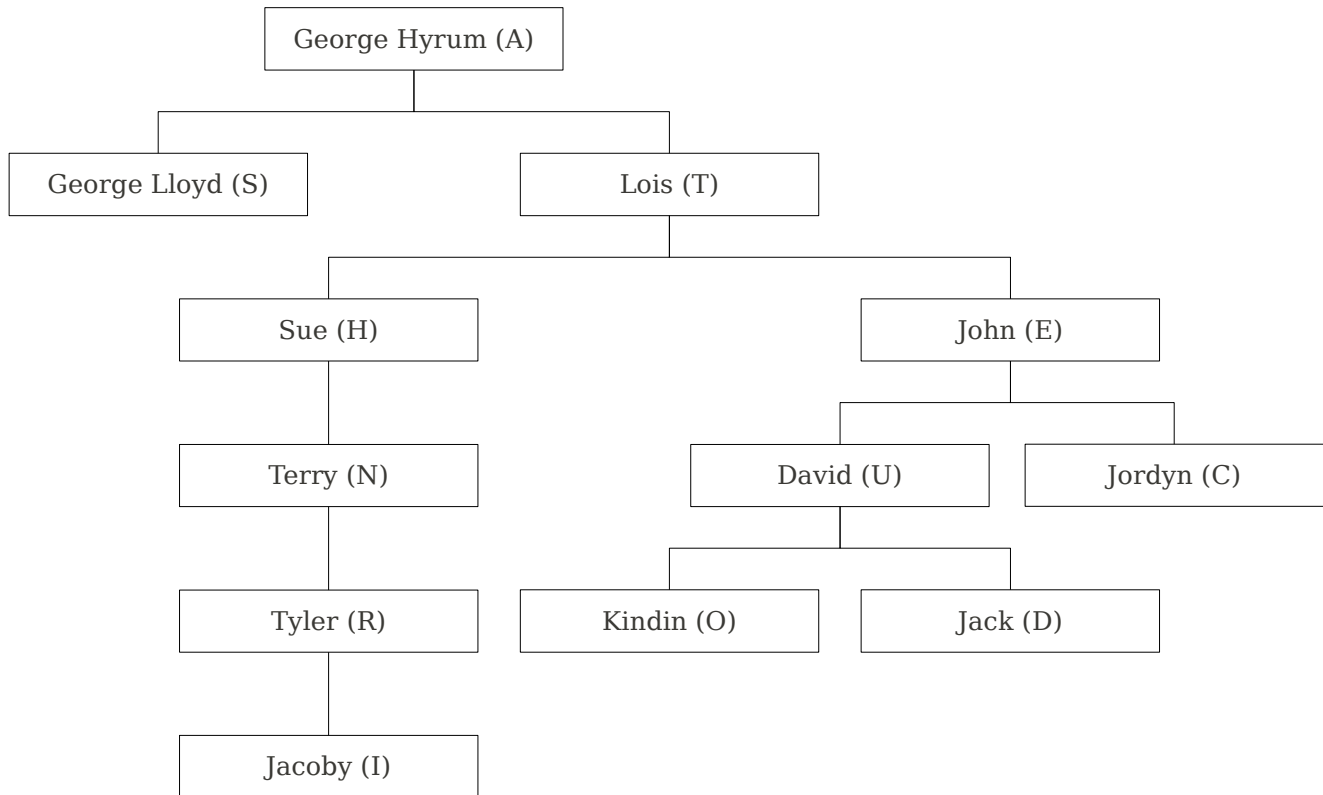 George Hyrum (A)
George Lloyd (S)
Lois (T)
Sue (H)
John (E)
Terry (N)
David (U)
Jordyn (C)
Tyler (R)
Kindin (O)
Jack (D)
Jacoby (I)